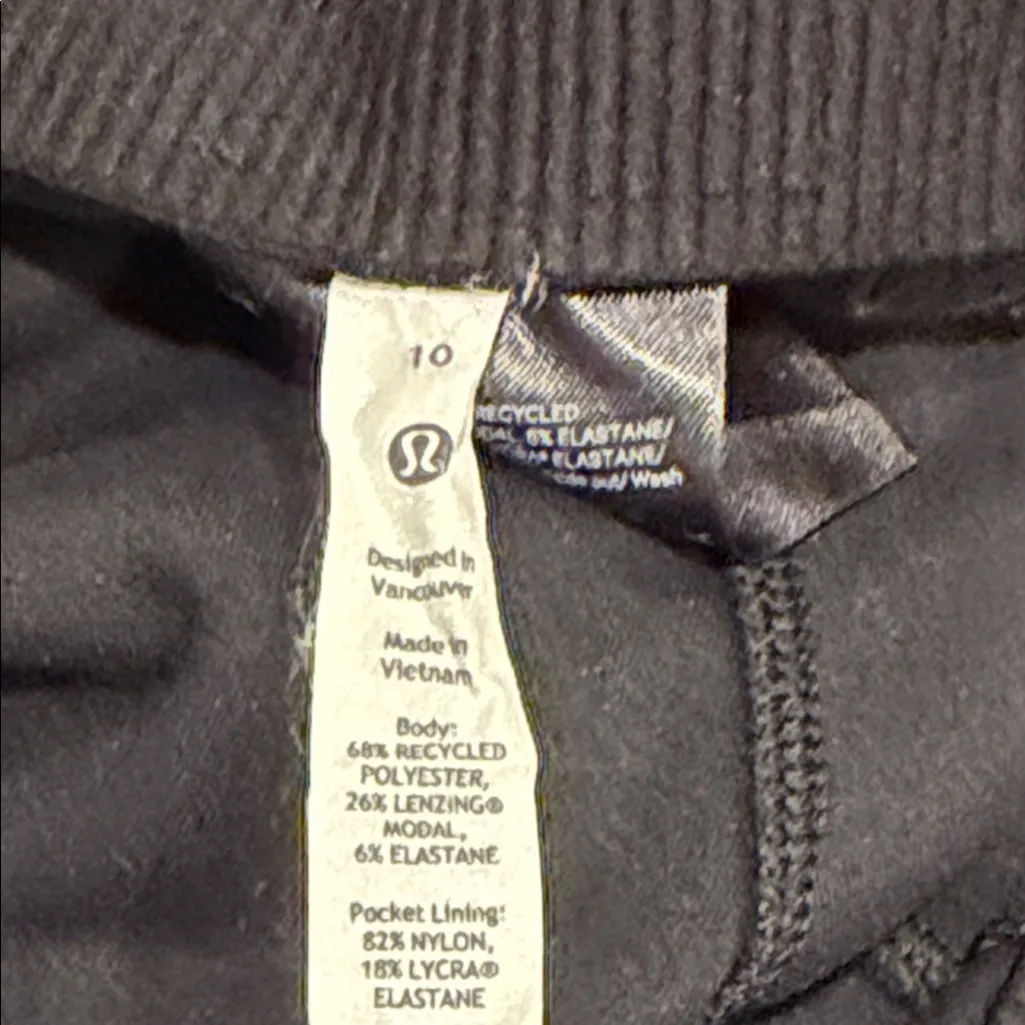 10
Designed in
Vancouver
Made in
Vietnam
Body:
68% RECYCLED
POLYESTER,
26% LENZING®
MODAL,
6% ELASTANE
Pocket Lining:
82% NYLON,
18% LYCRA®
ELASTANE
RECYCLED
6% ELASTANE/
ELASTANE/
out/Wash